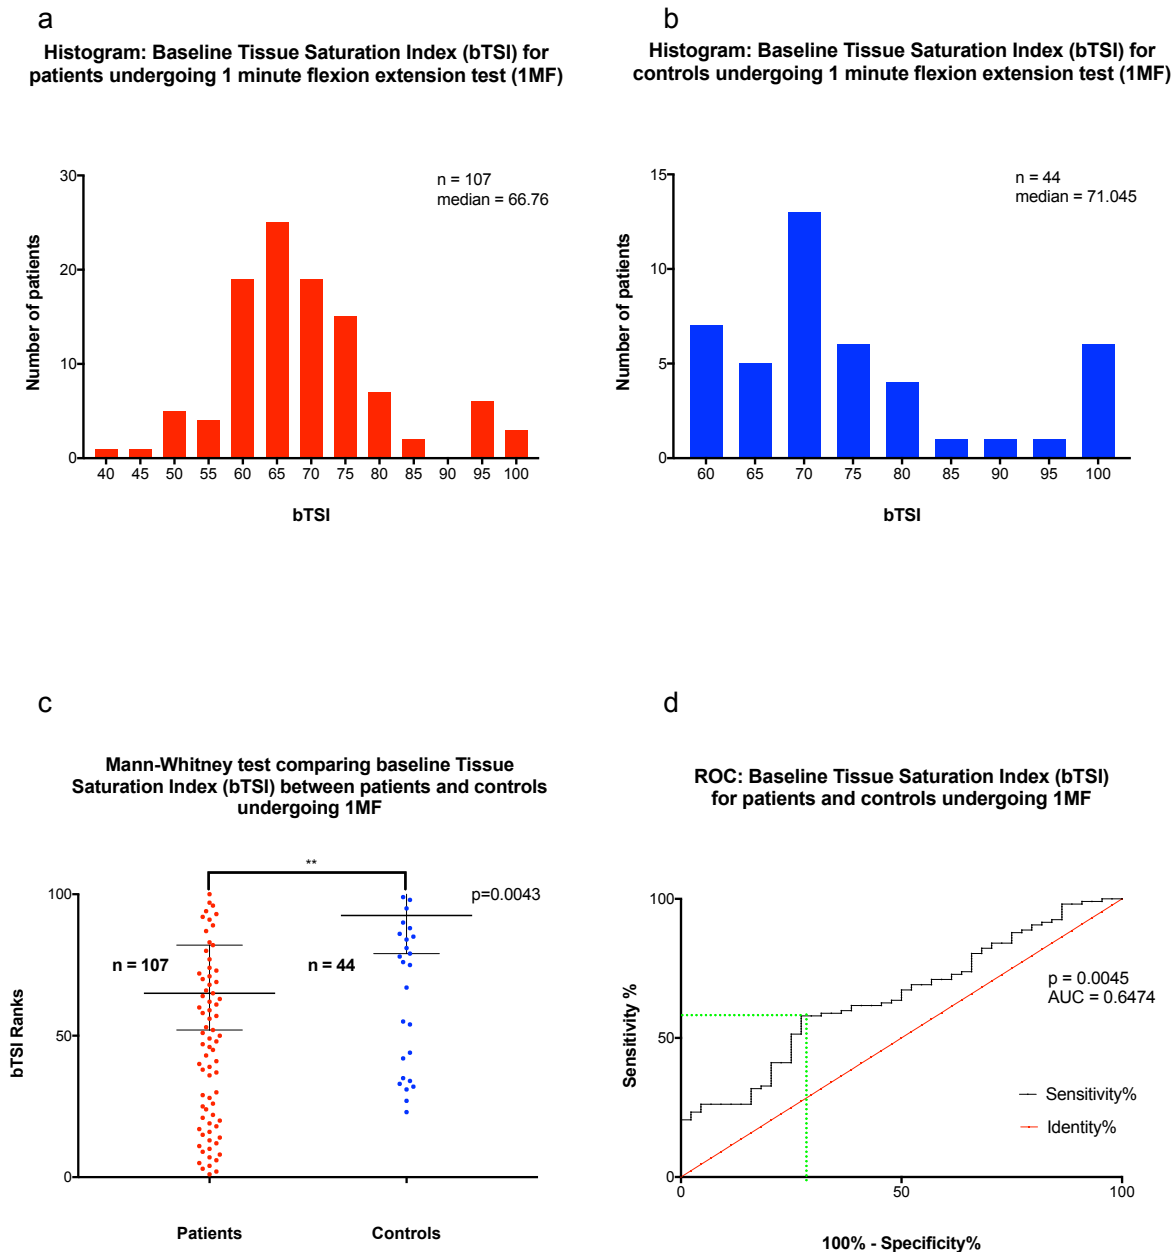 a
Histogram: Baseline Tissue Saturation Index (bTSI) for
patients undergoing 1 minute flexion extension test (1MF)
n = 107
median = 66.76
30
20
10
0
Number of patients
40 45 50 55 60 65 70 75 80 85 90 95 100
bTSI
b
Histogram: Baseline Tissue Saturation Index (bTSI) for
controls undergoing 1 minute flexion extension test (1MF)
n = 44
median = 71.045
15
10
5
0
Number of patients
60 65 70 75 80 85 90 95 100
bTSI
c
Mann-Whitney test comparing baseline Tissue
Saturation Index (bTSI) between patients and controls
undergoing 1MF
**
p=0.0043
100
50
0
bTSI Ranks
n = 107
n = 44
Patients Controls
d
ROC: Baseline Tissue Saturation Index (bTSI)
for patients and controls undergoing 1MF
100
50
0
Sensitivity %
p = 0.0045
AUC = 0.6474
Sensitivity%
Identity%
0 50 100
100% - Specificity%